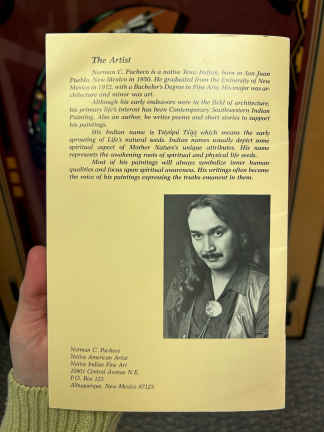 The Artist
Norman C. Pacheco is a native Tewa Indian, born in San Juan
Pueblo, New Mexico in 1950. He graduated from the University of New
Mexico in 1972, with a Bachelor's Degree in Fine Arts. His major was ar-
chitecture and minor was art.
Although his early endeavors were in the field of architecture,
his primary life's interest has been Contemporary Southwestern Indian
Painting. Also an author, he writes poems and short stories to support
his paintings.
His Indian name is which means the early
sprouting of Life's natural seeds. Indian names usually depict some
spiritual aspect of Mother Nature's unique attributes. His name
represents the awakening roots of spiritual and physical life seeds.
Most of his paintings will always symbolize inner human
qualities and focus upon spiritual awareness. His writings often become
the voice of his paintings expressing the truths emanent in them.
Norman C. Pacheco
Native American Artist
Native Indian Fine Art
Central Avenue N.E.
P.O. Box 123
Albuquerque, New Mexico 87123